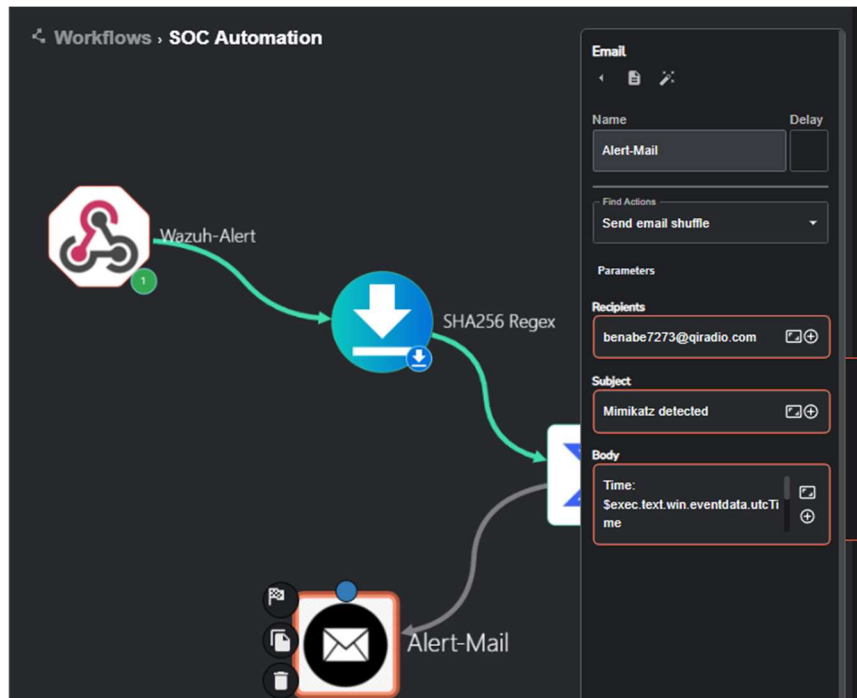 Workflows › SOC Automation
Wazuh-Alert
1
SHA256 Regex
Alert-Mail
Email
Name
Delay
Alert-Mail
Find Actions
Send email shuffle
Parameters
Recipients
benabe7273@qiradio.com
Subject
Mimikatz detected
Body
Time:
$exec.text.win.eventdata.utcTi
me